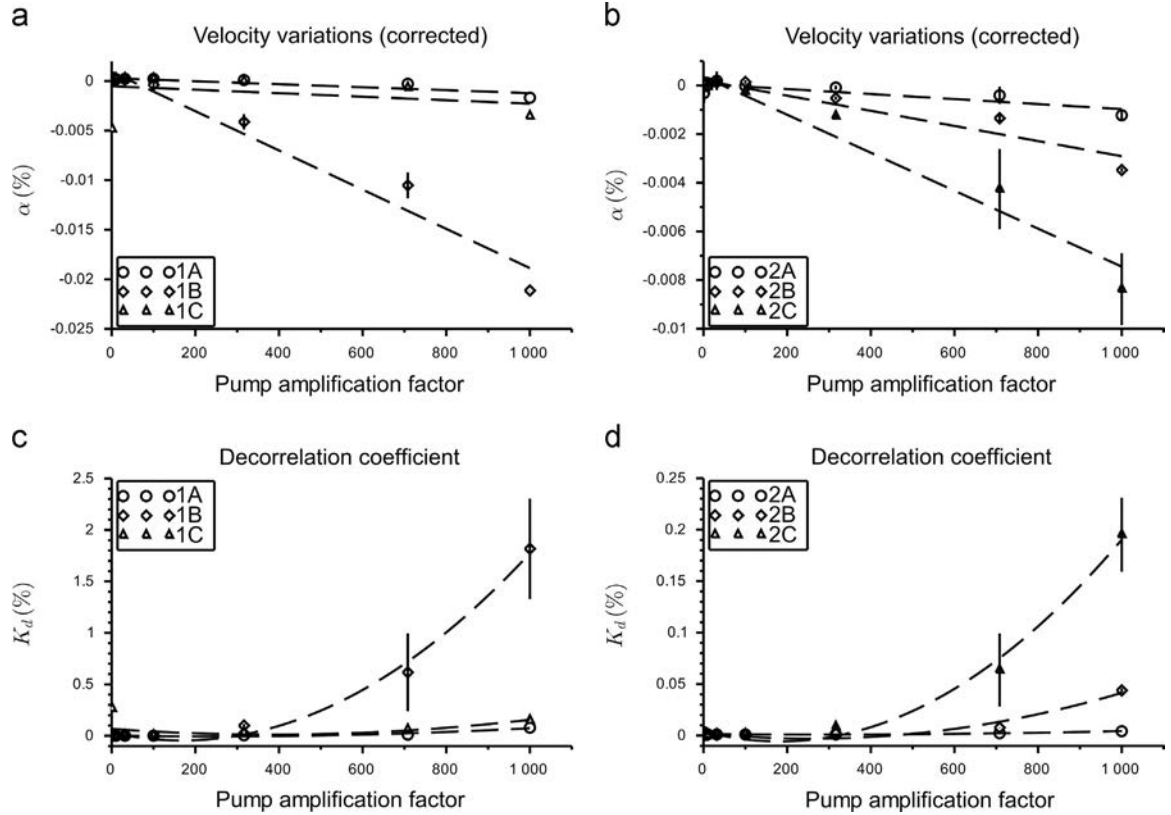 a
Velocity variations (corrected)
0
-0.005
-0.01
-0.015
-0.02
-0.025
α (%)
1A
1B
1C
0 200 400 600 800 1 000
Pump amplification factor
b
Velocity variations (corrected)
0
-0.002
-0.004
-0.006
-0.008
-0.01
α (%)
2A
2B
2C
0 200 400 600 800 1 000
Pump amplification factor
c
Decorrelation coefficient
2.5
2
1.5
1
0.5
0
K_d (%)
1A
1B
1C
0 200 400 600 800 1 000
Pump amplification factor
d
Decorrelation coefficient
0.25
0.2
0.15
0.1
0.05
0
K_d (%)
2A
2B
2C
0 200 400 600 800 1 000
Pump amplification factor